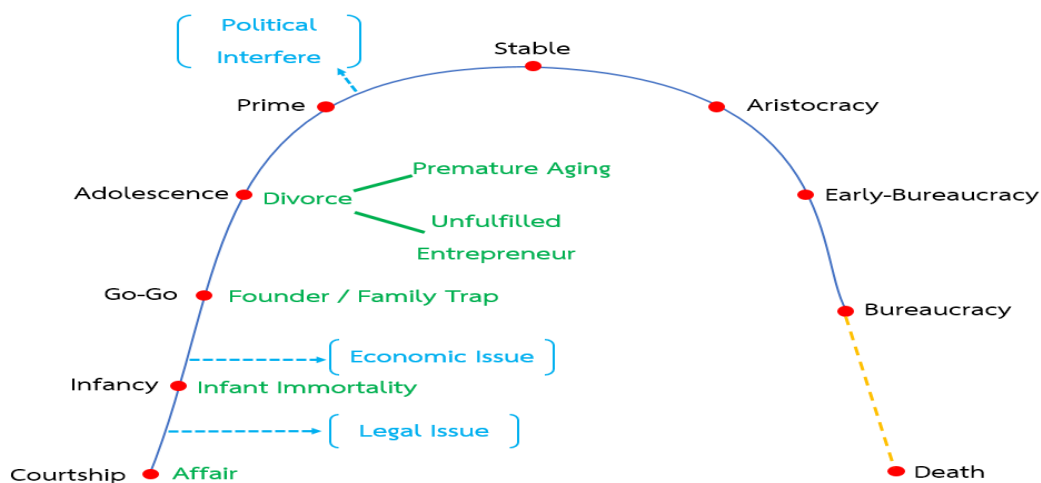 Political
Interfere
Stable
Prime
Aristocracy
Premature Aging
Adolescence
Divorce
Early-Bureaucracy
Unfulfilled
Entrepreneur
Go-Go
Founder / Family Trap
Bureaucracy
Economic Issue
Infancy
Infant Immortality
Legal Issue
Courtship
Affair
Death